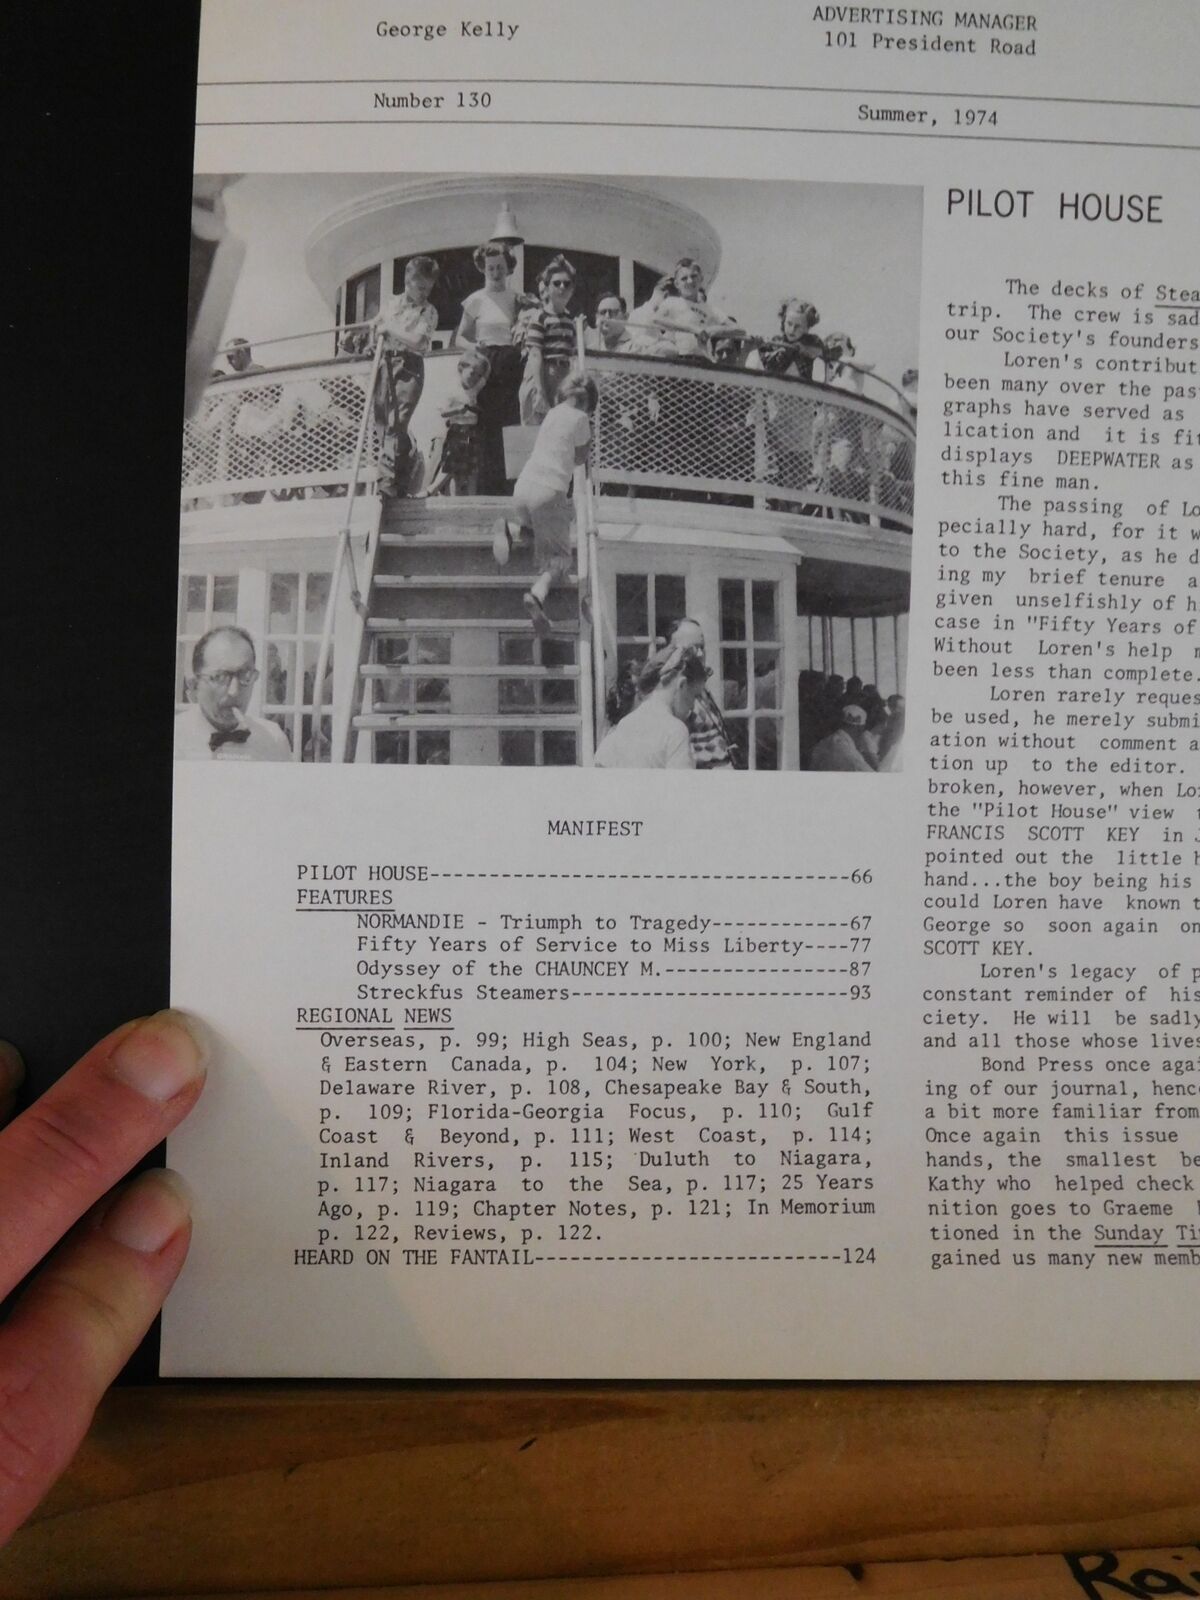 George Kelly
ADVERTISING MANAGER
101 President Road
Number 130
Summer, 1974
MANIFEST
PILOT HOUSE-----------------------------------66
FEATURES
NORMANDIE - Triumph to Tragedy------------67
Fifty Years of Service to Miss Liberty----77
Odyssey of the CHAUNCEY M.----------------87
Streckfus Steamers------------------------93
REGIONAL NEWS
Overseas, p. 99; High Seas, p. 100; New England
& Eastern Canada, p. 104; New York, p. 107;
Delaware River, p. 108, Chesapeake Bay & South,
p. 109; Florida-Georgia Focus, p. 110; Gulf
Coast & Beyond, p. 111; West Coast, p. 114;
Inland Rivers, p. 115; Duluth to Niagara,
p. 117; Niagara to the Sea, p. 117; 25 Years
Ago, p. 119; Chapter Notes, p. 121; In Memorium
p. 122, Reviews, p. 122.
HEARD ON THE FANTAIL--------------------------124
PILOT HOUSE
The decks of Stea
trip. The crew is sad
our Society's founders
Loren's contribut
been many over the pas
graphs have served as
lication and it is fit
displays DEEPWATER as
this fine man.
The passing of Lo
pecially hard, for it w
to the Society, as he d
ing my brief tenure a
given unselfishly of h
case in "Fifty Years of
Without Loren's help m
been less than complete.
Loren rarely reques
be used, he merely submi
ation without comment a
tion up to the editor.
broken, however, when Lo
the "Pilot House" view
FRANCIS SCOTT KEY in
pointed out the little h
hand...the boy being his
could Loren have known t
George so soon again on
SCOTT KEY.
Loren's legacy of p
constant reminder of his
ciety. He will be sadly
and all those whose lives
Bond Press once agai
ing of our journal, henc
a bit more familiar from
Once again this issue
hands, the smallest be
Kathy who helped check
nition goes to Graeme
tioned in the Sunday Ti
gained us many new memb